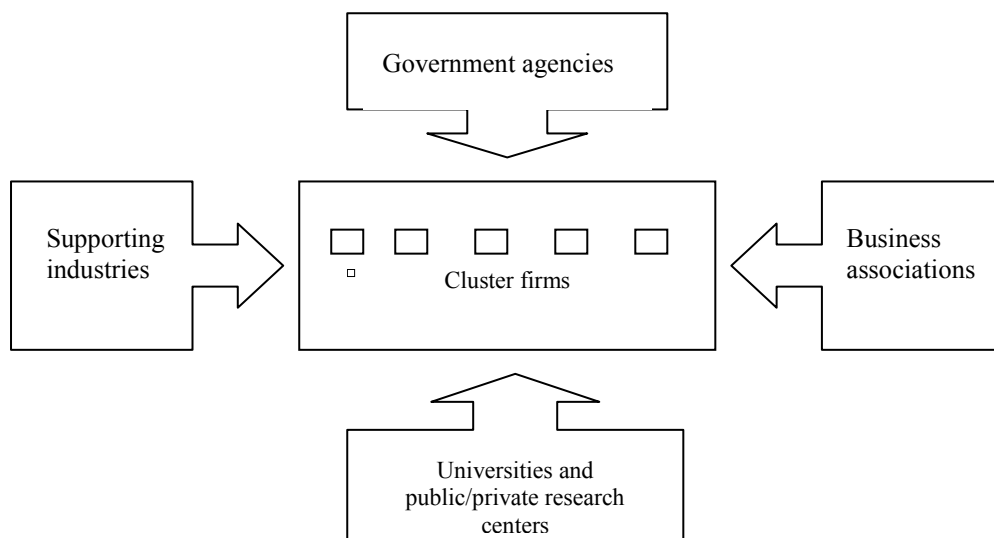 Government agencies
Supporting
industries
Cluster firms
Business
associations
Universities and
public/private research
centers